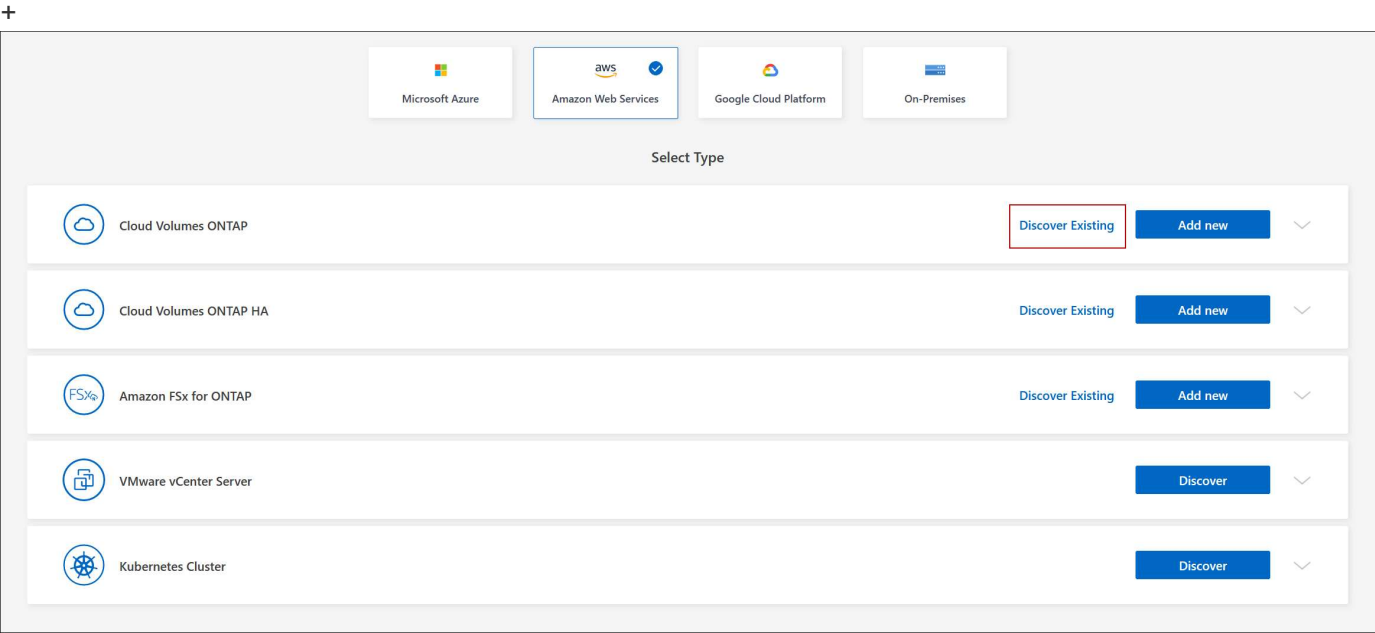 +
aws
Microsoft Azure
Amazon Web Services
Google Cloud Platform
On-Premises
Select Type
Cloud Volumes ONTAP
Discover Existing
Add new
Cloud Volumes ONTAP HA
Discover Existing
Add new
FSx
Amazon FSx for ONTAP
Discover Existing
Add new
VMware vCenter Server
Discover
Kubernetes Cluster
Discover